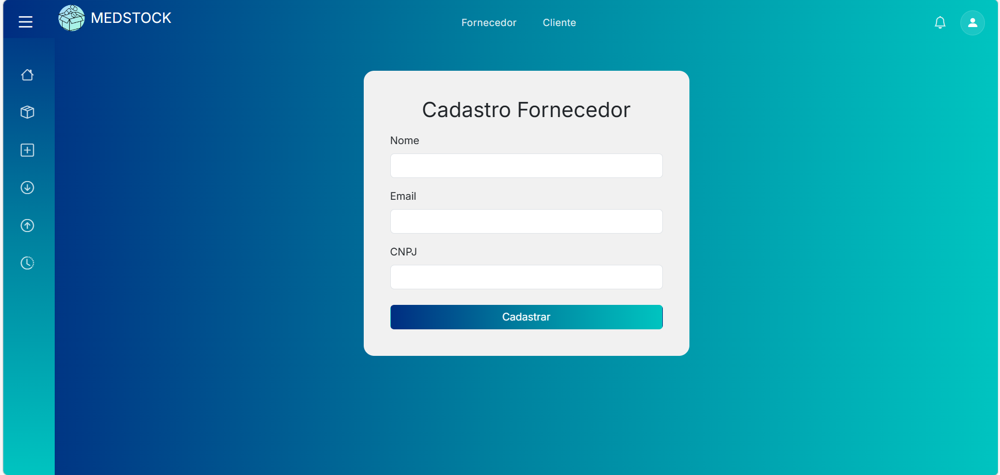 MEDSTOCK
Fornecedor
Cliente
Cadastro Fornecedor
Nome
Email
CNPJ
Cadastrar